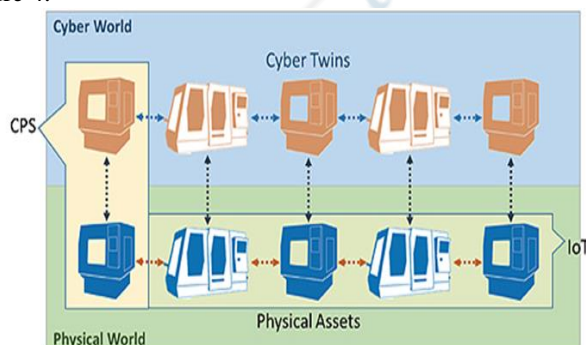 Cyber World
Cyber Twins
CPS
IoT
Physical Assets
Physical World